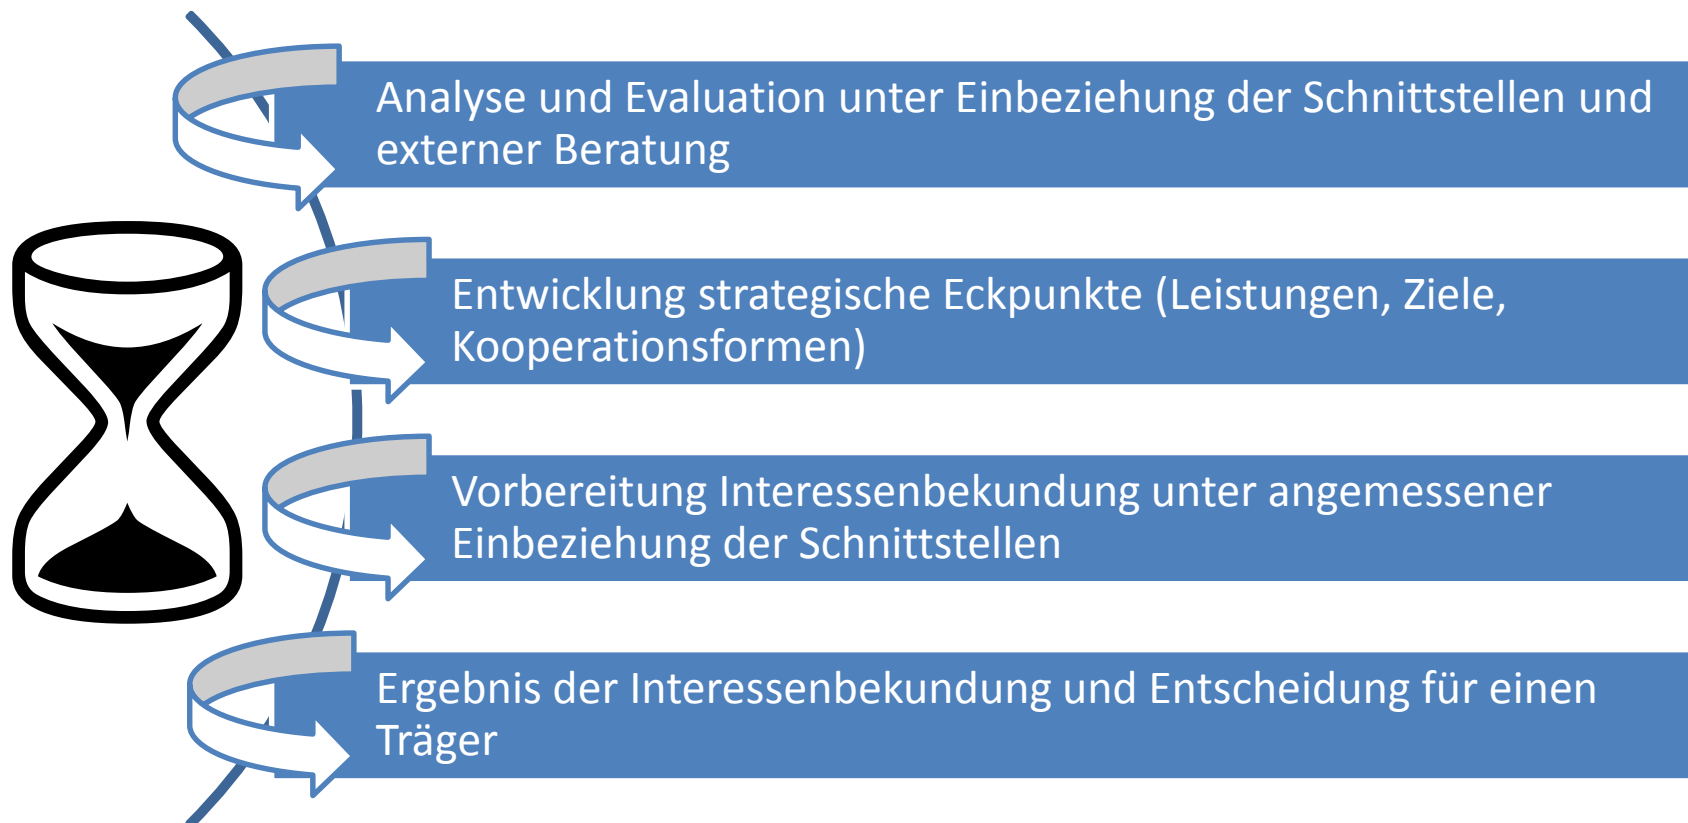 Analyse und Evaluation unter Einbeziehung der Schnittstellen und
externer Beratung
Entwicklung strategische Eckpunkte (Leistungen, Ziele,
Kooperationsformen)
Vorbereitung Interessenbekundung unter angemessener
Einbeziehung der Schnittstellen
Ergebnis der Interessenbekundung und Entscheidung für einen
Träger